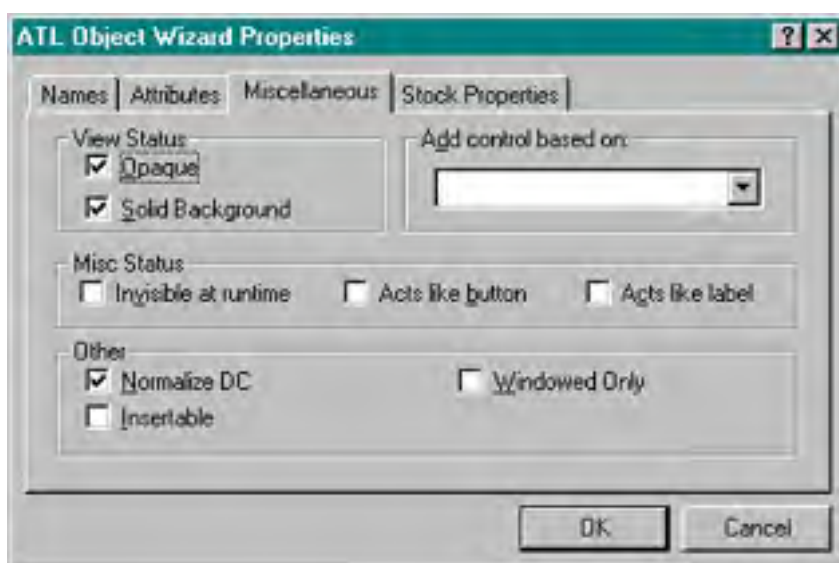 ATL Object Wizard Properties
Names Attributes Miscellaneous Stock Properties
View Status
Opaque
Solid Background
Add control based on:
Misc Status
Invisible at runtime Acts like button Acts like label
Other
Normalize DC Windowed Only
Insertable
OK Cancel